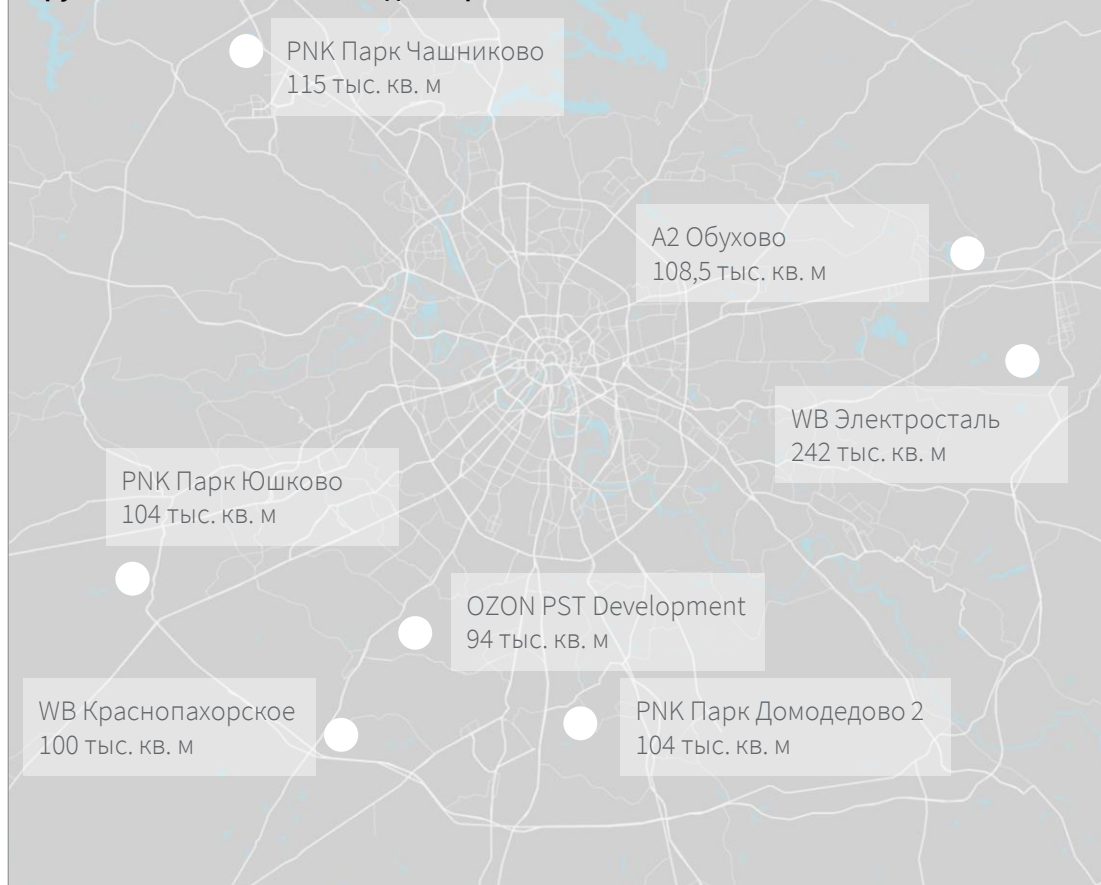 PNK Парк Чашниково
115 тыс. кв. м
А2 Обухово
108,5 тыс. кв. м
WB Электросталь
242 тыс. кв. м
PNK Парк Юшково
104 тыс. кв. м
OZON PST Development
94 тыс. кв. м
WB Краснопахорское
100 тыс. кв. м
PNK Парк Домодедово 2
104 тыс. кв. м